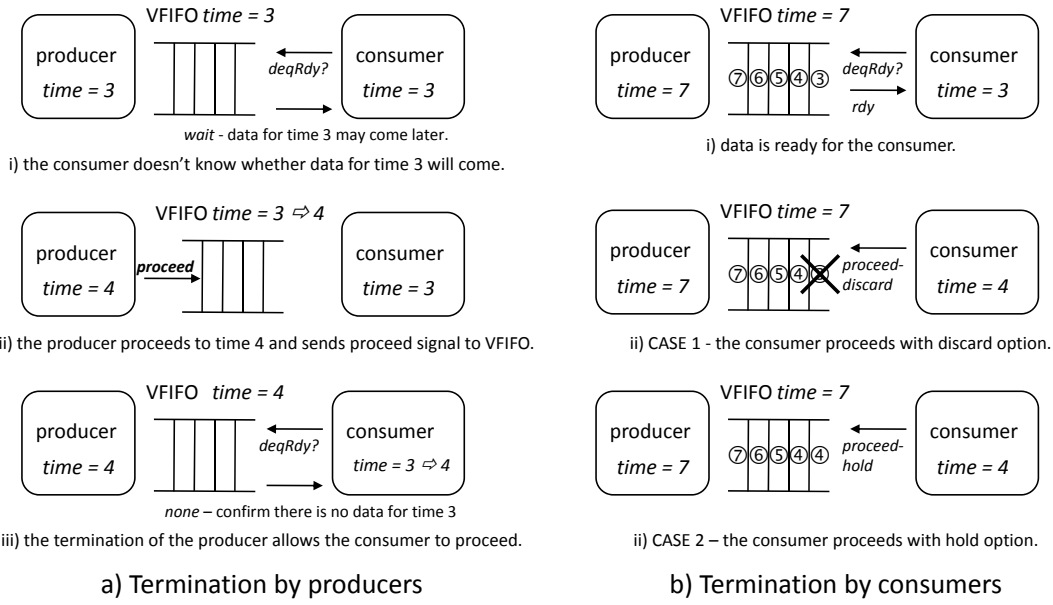 VFIFO time = 3
producer
time = 3
deqRdy?
consumer
time = 3
wait - data for time 3 may come later.
i) the consumer doesn't know whether data for time 3 will come.
VFIFO time = 3 ⇨ 4
producer
time = 4
proceed
consumer
time = 3
ii) the producer proceeds to time 4 and sends proceed signal to VFIFO.
VFIFO time = 4
producer
time = 4
deqRdy?
consumer
time = 3 ⇨ 4
none – confirm there is no data for time 3
iii) the termination of the producer allows the consumer to proceed.
a) Termination by producers
VFIFO time = 7
producer
time = 7
⑦⑥⑤④③
deqRdy?
rdy
consumer
time = 3
i) data is ready for the consumer.
VFIFO time = 7
producer
time = 7
⑦⑥⑤④
proceed-
discard
consumer
time = 4
ii) CASE 1 - the consumer proceeds with discard option.
VFIFO time = 7
producer
time = 7
⑦⑥⑤④④
proceed-
hold
consumer
time = 4
ii) CASE 2 – the consumer proceeds with hold option.
b) Termination by consumers